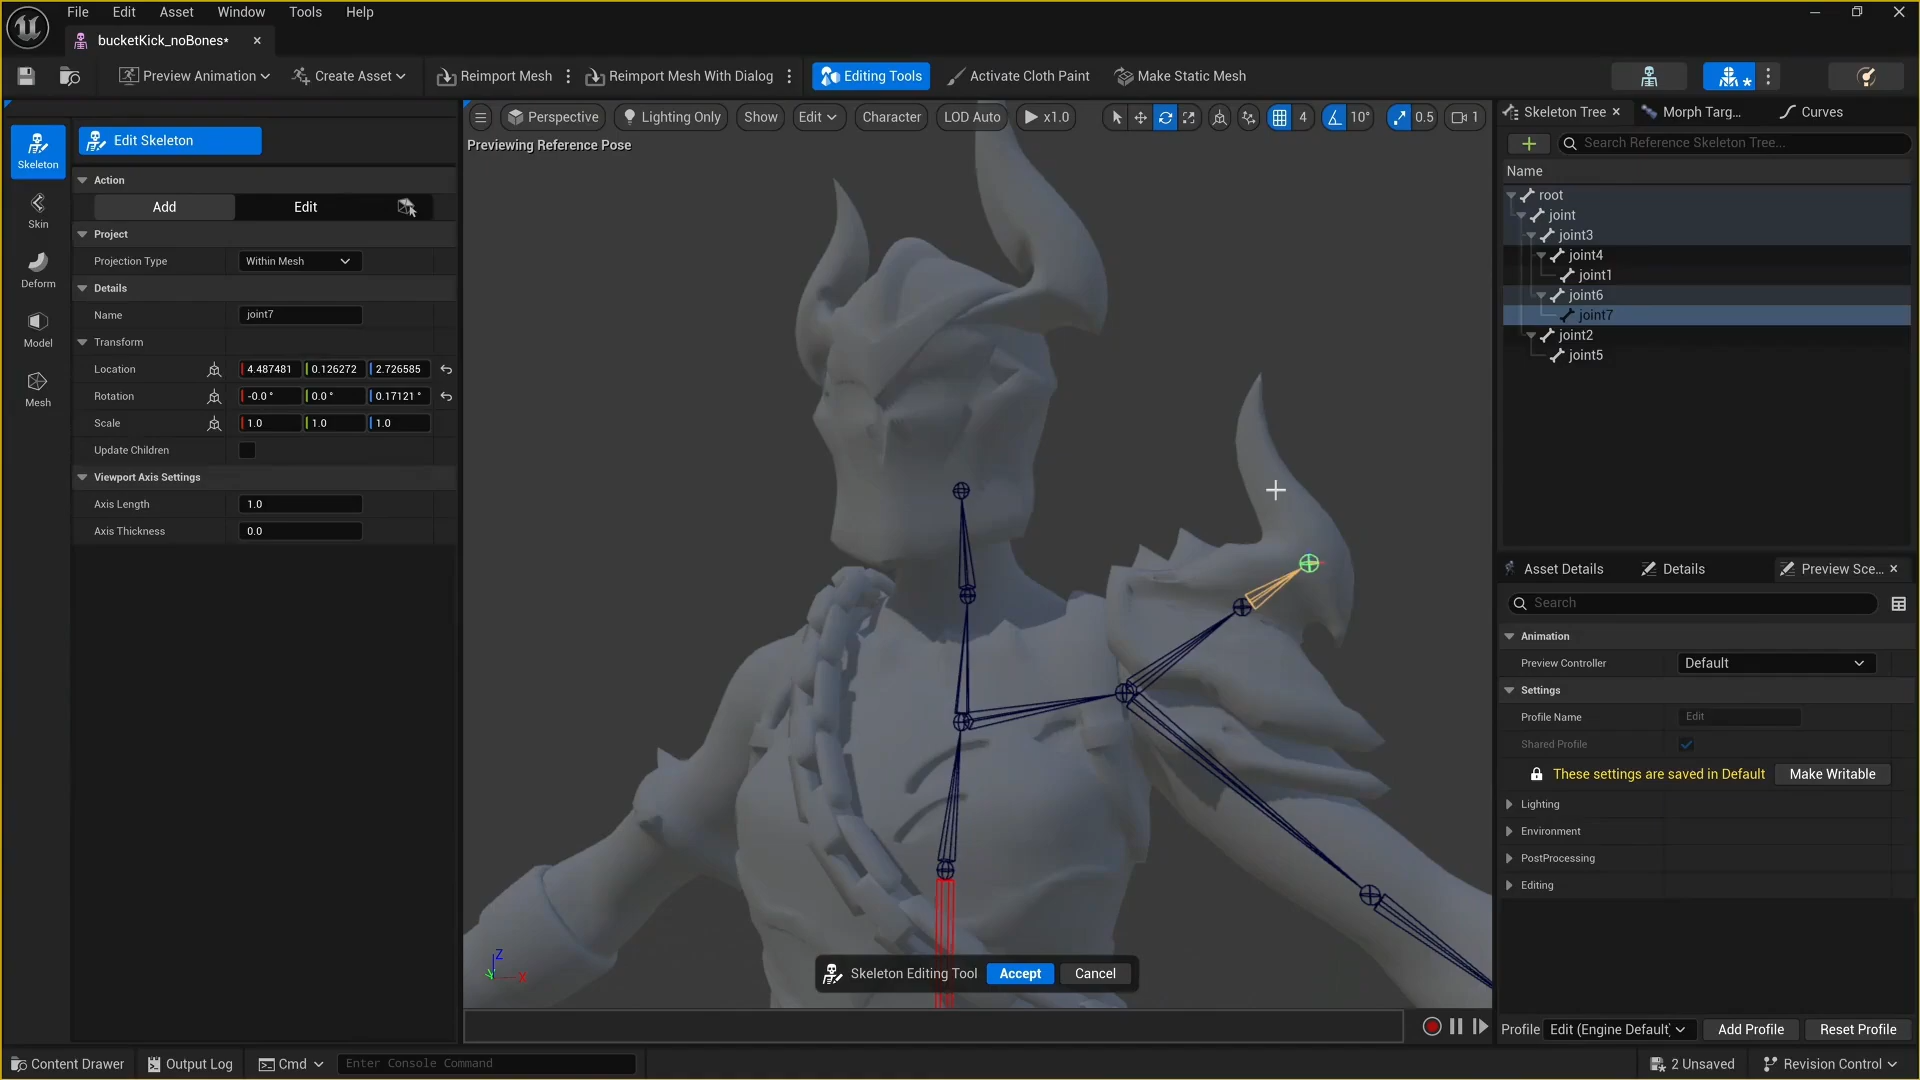 File Edit Asset Window Tools Help
bucketKick_noBones*
Preview Animation Create Asset Reimport Mesh Reimport Mesh With Dialog Editing Tools Activate Cloth Paint Make Static Mesh
Skeleton
Skin
Deform
Model
Mesh
Edit Skeleton
Action
Add Edit
Project
Projection Type Within Mesh
Details
Name joint7
Transform
Location 4.487481 0.126272 2.726585
Rotation -0.0 ° 0.0 ° 0.17121 °
Scale 1.0 1.0 1.0
Update Children
Viewport Axis Settings
Axis Length 1.0
Axis Thickness 0.0
Perspective Lighting Only Show Edit Character LOD Auto x1.0 4 10° 0.5 1
Previewing Reference Pose
Z
Y
X
Skeleton Editing Tool Accept Cancel
Skeleton Tree Morph Targ... Curves
Search Reference Skeleton Tree...
Name
root
joint
joint3
joint4
joint1
joint6
joint7
joint2
joint5
Asset Details Details Preview Sce...
Search
Animation
Preview Controller Default
Settings
Profile Name Edit
Shared Profile
These settings are saved in Default Make Writable
Lighting
Environment
PostProcessing
Editing
Profile Edit (Engine Default) Add Profile Reset Profile
Content Drawer Output Log Cmd Enter Console Command 2 Unsaved Revision Control